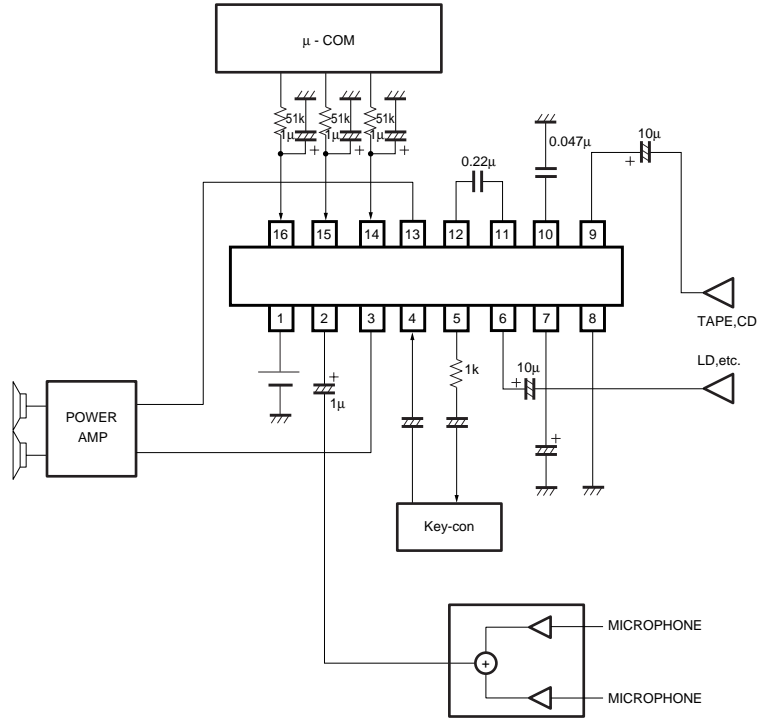 μ - COM
51k 51k 51k
1μ 1μ 1μ
+ + +
0.22μ
0.047μ
10μ
+
16 15 14 13 12 11 10 9
1 2 3 4 5 6 7 8
TAPE,CD
LD,etc.
10μ
+
1k
+
1μ
+
POWER
AMP
Key-con
MICROPHONE
+
MICROPHONE